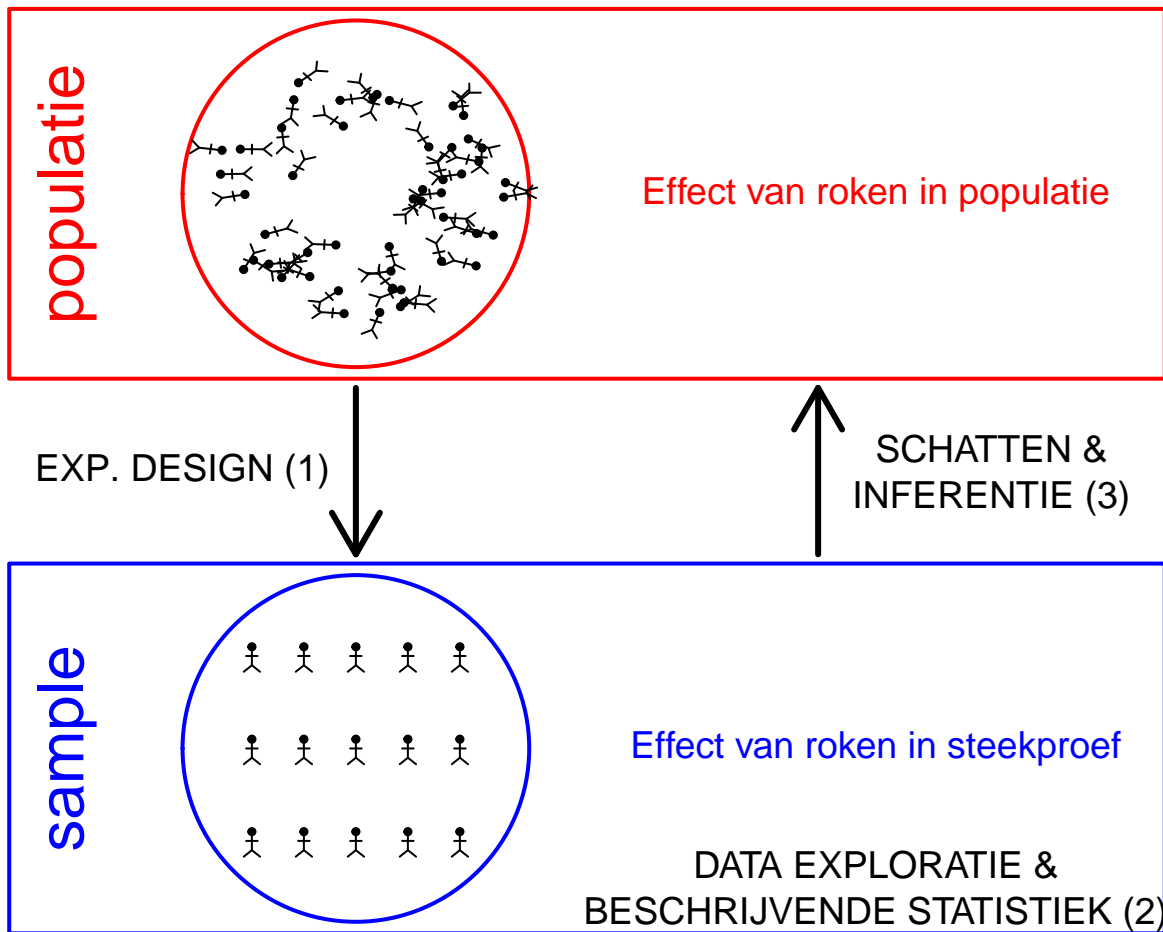 populatie
Effect van roken in populatie
EXP. DESIGN (1)
SCHATTEN &
INFERENTIE (3)
sample
Effect van roken in steekproef
DATA EXPLORATIE &
BESCHRIJVENDE STATISTIEK (2)